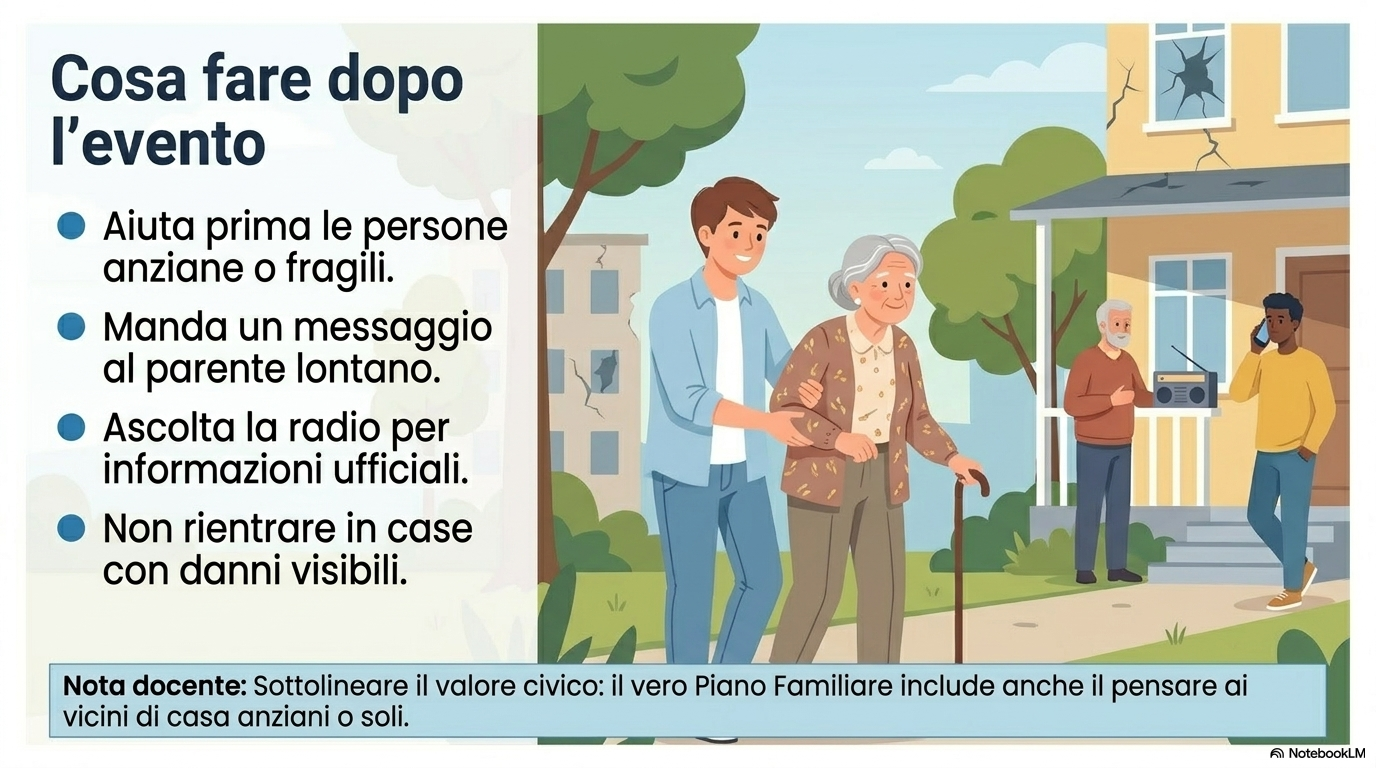 Cosa fare dopo
l’evento
Aiuta prima le persone
anziane o fragili.
Manda un messaggio
al parente lontano.
Ascolta la radio per
informazioni ufficiali.
Non rientrare in case
con danni visibili.
Nota docente: Sottolineare il valore civico: il vero Piano Familiare include anche il pensare ai
vicini di casa anziani o soli.
NotebookLM